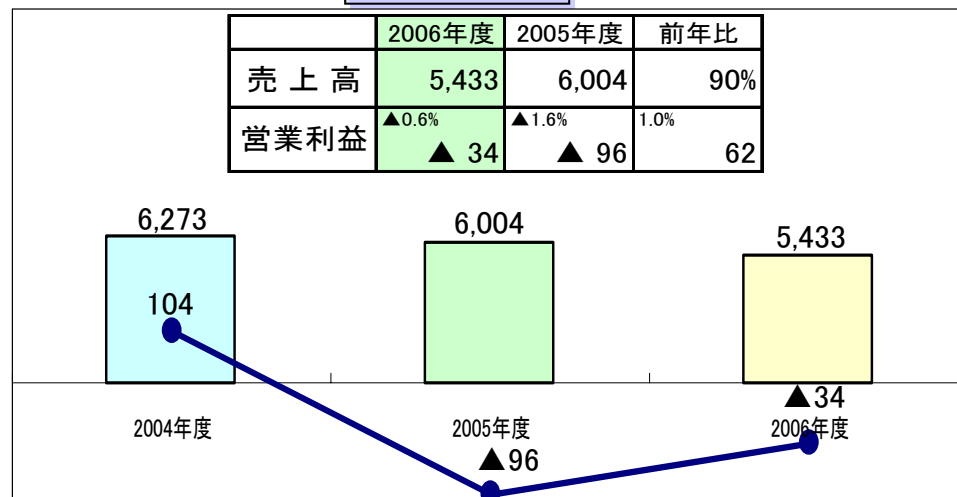 2006年度 2005年度 前年比
売上高 5,433 6,004 90%
▲0.6% ▲1.6% 1.0%
営業利益 ▲ 34 ▲ 96 62
6,273 6,004 5,433
104
▲34
2004年度 2005年度 2006年度
▲96